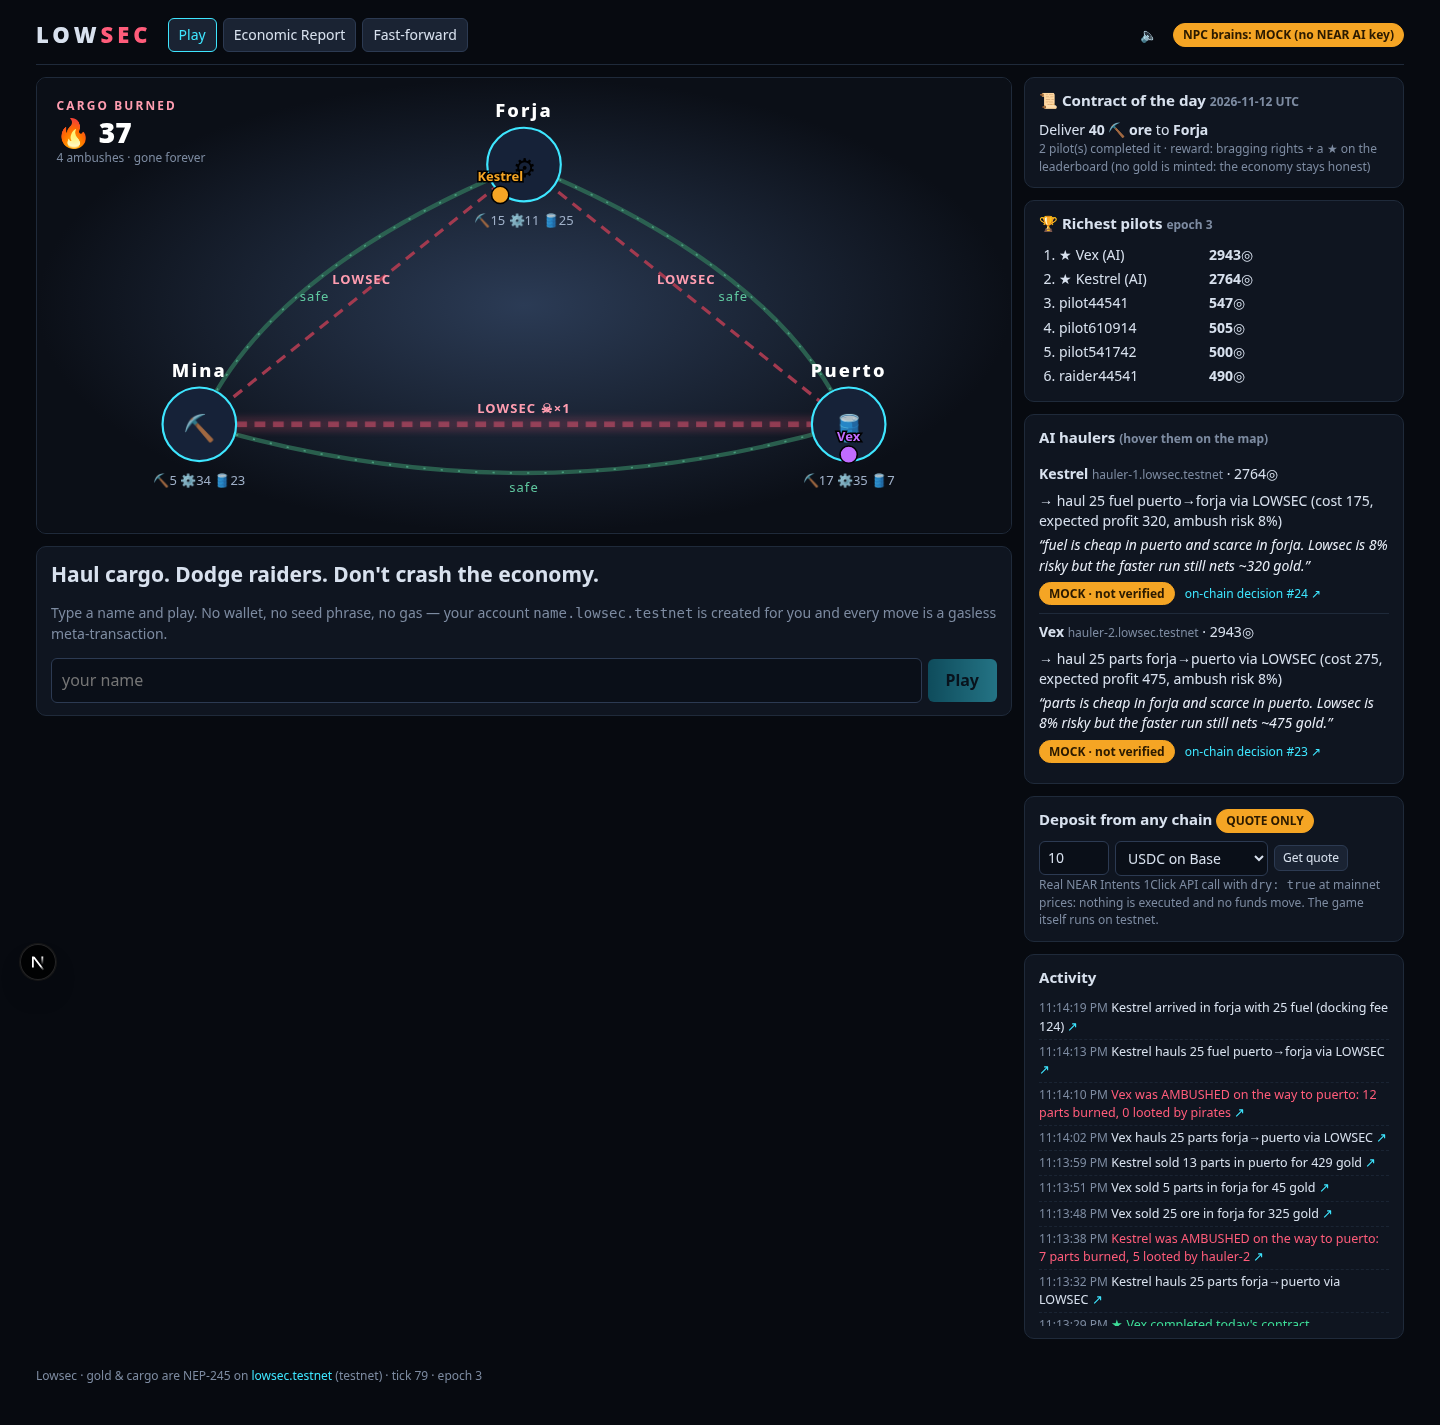 LOWSEC
Play
Economic Report
Fast-forward
NPC brains: MOCK (no NEAR AI key)
CARGO BURNED
🔥 37
4 ambushes · gone forever
Forja
Kestrel
⛏️15 ⚙️11 🛢️25
LOWSEC
safe
LOWSEC
safe
Mina
⛏️5 ⚙️34 🛢️23
LOWSEC ☠×1
safe
Puerto
Vex
⛏️17 ⚙️35 🛢️7
Haul cargo. Dodge raiders. Don't crash the economy.
Type a name and play. No wallet, no seed phrase, no gas — your account name.lowsec.testnet is created for you and every move is a gasless
meta-transaction.
your name
Play
📜 Contract of the day 2026-11-12 UTC
Deliver 40 ⛏️ ore to Forja
2 pilot(s) completed it · reward: bragging rights + a ★ on the
leaderboard (no gold is minted: the economy stays honest)
🏆 Richest pilots epoch 3
1. ★ Vex (AI) 2943◎
2. ★ Kestrel (AI) 2764◎
3. pilot44541 547◎
4. pilot610914 505◎
5. pilot541742 500◎
6. raider44541 490◎
AI haulers (hover them on the map)
Kestrel hauler-1.lowsec.testnet · 2764◎
→ haul 25 fuel puerto→forja via LOWSEC (cost 175,
expected profit 320, ambush risk 8%)
“fuel is cheap in puerto and scarce in forja. Lowsec is 8%
risky but the faster run still nets ~320 gold.”
MOCK · not verified on-chain decision #24 ↗
Vex hauler-2.lowsec.testnet · 2943◎
→ haul 25 parts forja→puerto via LOWSEC (cost 275,
expected profit 475, ambush risk 8%)
“parts is cheap in forja and scarce in puerto. Lowsec is
8% risky but the faster run still nets ~475 gold.”
MOCK · not verified on-chain decision #23 ↗
Deposit from any chain QUOTE ONLY
10 USDC on Base Get quote
Real NEAR Intents 1Click API call with dry: true at mainnet
prices: nothing is executed and no funds move. The game
itself runs on testnet.
Activity
11:14:19 PM Kestrel arrived in forja with 25 fuel (docking fee
124) ↗
11:14:13 PM Kestrel hauls 25 fuel puerto→forja via LOWSEC
↗
11:14:10 PM Vex was AMBUSHED on the way to puerto: 12
parts burned, 0 looted by pirates ↗
11:14:02 PM Vex hauls 25 parts forja→puerto via LOWSEC ↗
11:13:59 PM Kestrel sold 13 parts in puerto for 429 gold ↗
11:13:51 PM Vex sold 5 parts in forja for 45 gold ↗
11:13:48 PM Vex sold 25 ore in forja for 325 gold ↗
11:13:38 PM Kestrel was AMBUSHED on the way to puerto:
7 parts burned, 5 looted by hauler-2 ↗
11:13:32 PM Kestrel hauls 25 parts forja→puerto via
LOWSEC ↗
11:13:29 PM ★ Vex completed today's contract
N
Lowsec · gold & cargo are NEP-245 on lowsec.testnet (testnet) · tick 79 · epoch 3